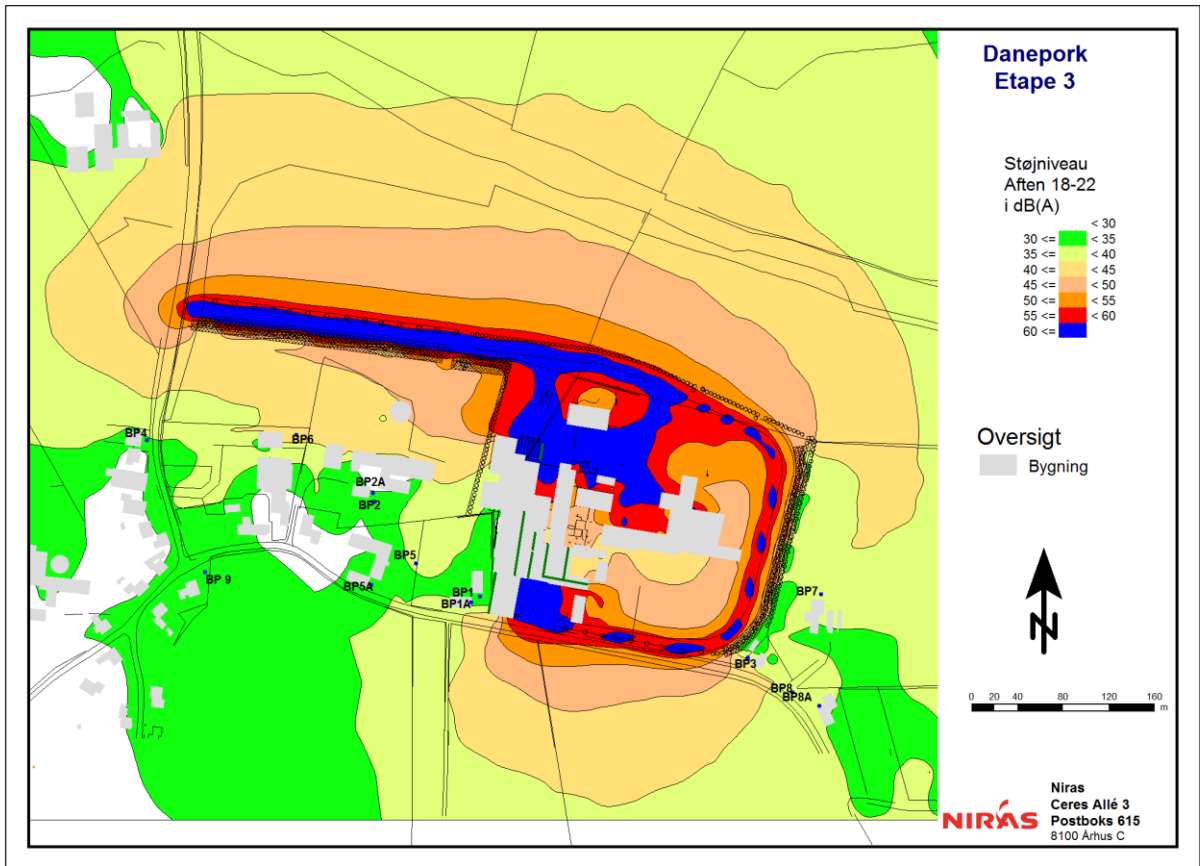 Danepork
Etape 3
Støjniveau
Aften 18-22
i dB(A)
< 30
30 <= < 35
35 <= < 40
40 <= < 45
45 <= < 50
50 <= < 55
55 <= < 60
60 <=
Oversigt
Bygning
BP4
BP6
BP2A
BP2
BP5
BP 9
BP5A
BP1
BP1A
BP7
BP3
BP8
BP8A
N
0 20 40 80 120 160
m
NIRAS
Niras
Ceres Allé 3
Postboks 615
8100 Århus C